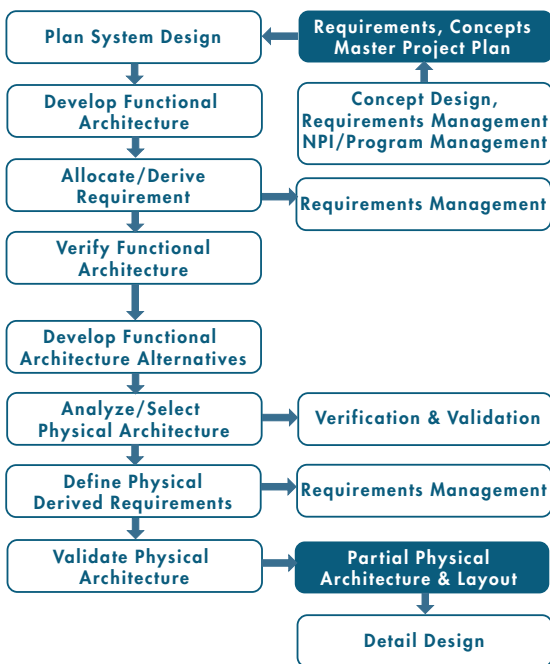 Plan System Design
Requirements, Concepts
Master Project Plan
Develop Functional
Architecture
Concept Design,
Requirements Management
NPI/Program Management
Allocate/Derive
Requirement
Requirements Management
Verify Functional
Architecture
Develop Functional
Architecture Alternatives
Analyze/Select
Physical Architecture
Verification & Validation
Define Physical
Derived Requirements
Requirements Management
Validate Physical
Architecture
Partial Physical
Architecture & Layout
Detail Design